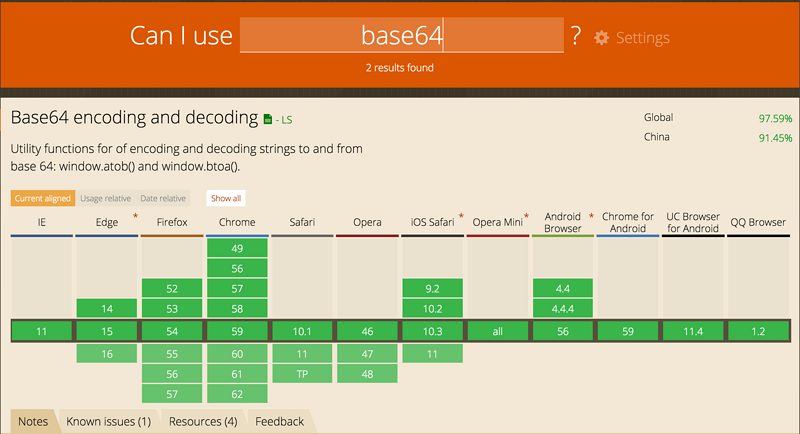 Can I use base64 ? Settings
2 results found
Base64 encoding and decoding - LS
Global 97.59%
China 91.45%
Utility functions for of encoding and decoding strings to and from
base 64: window.atob() and window.btoa().
Current aligned Usage relative Date relative Show all
IE Edge * Firefox Chrome Safari Opera iOS Safari * Opera Mini * Android Browser * Chrome for Android UC Browser for Android QQ Browser
49
56
52 57 9.2 4.4
14 53 58 10.2 4.4.4
11 15 54 59 10.1 46 10.3 all 56 59 11.4 1.2
16 55 60 11 47 11
56 61 TP 48
57 62
Notes Known issues (1) Resources (4) Feedback